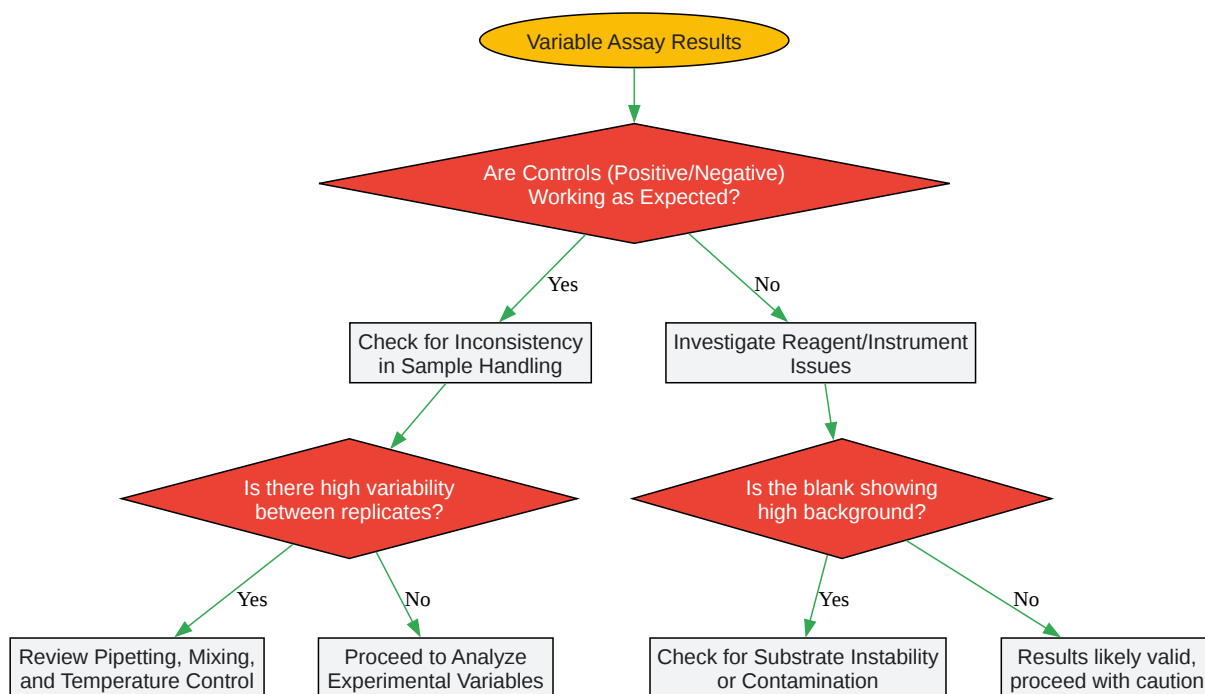 Variable Assay Results
Are Controls (Positive/Negative)
Working as Expected?
Yes
No
Check for Inconsistency
in Sample Handling
Investigate Reagent/Instrument
Issues
Is there high variability
between replicates?
Is the blank showing
high background?
Yes
No
Yes
No
Review Pipetting, Mixing,
and Temperature Control
Proceed to Analyze
Experimental Variables
Check for Substrate Instability
or Contamination
Results likely valid,
proceed with caution